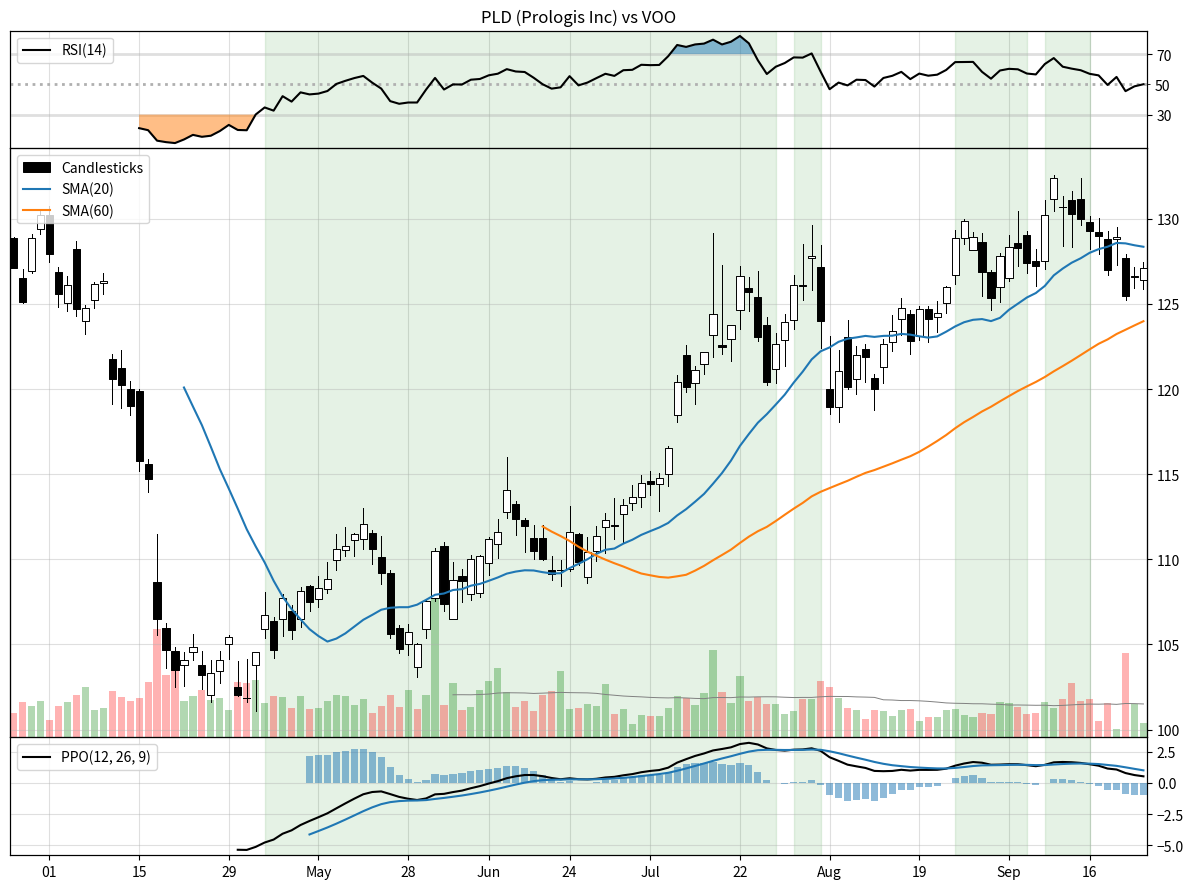 PLD (Prologis Inc) vs VOO
RSI(14)
70
50
30
Candlesticks
SMA(20)
SMA(60)
130
125
120
115
110
105
100
PPO(12, 26, 9)
2.5
0.0
−2.5
−5.0
01 15 29 May 28 Jun 24 Jul 22 Aug 19 Sep 16